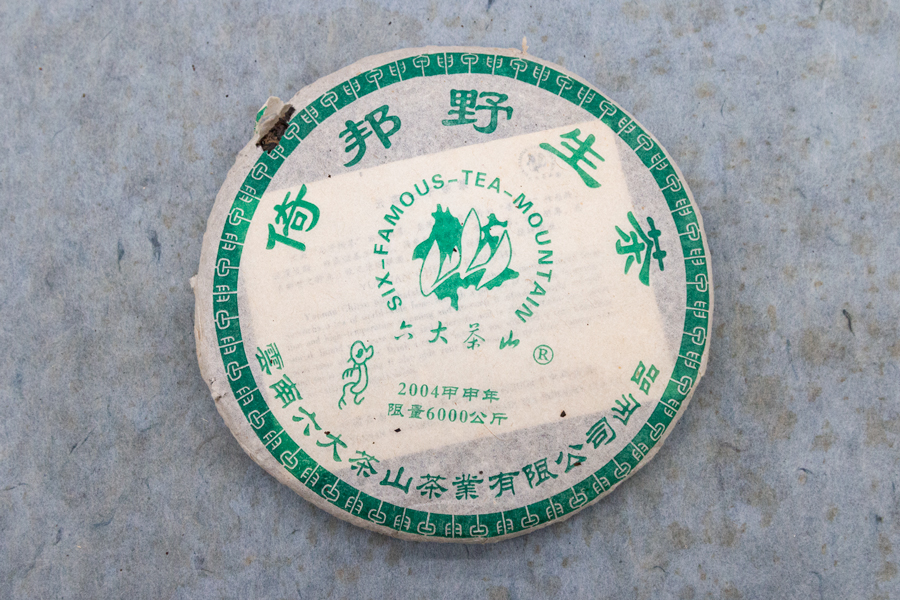 倚邦野生茶
SIX-FAMOUS-TEA-MOUNTAIN
六大茶山
®
2004甲申年
限量6000公斤
雲南六大茶山茶業有限公司出品